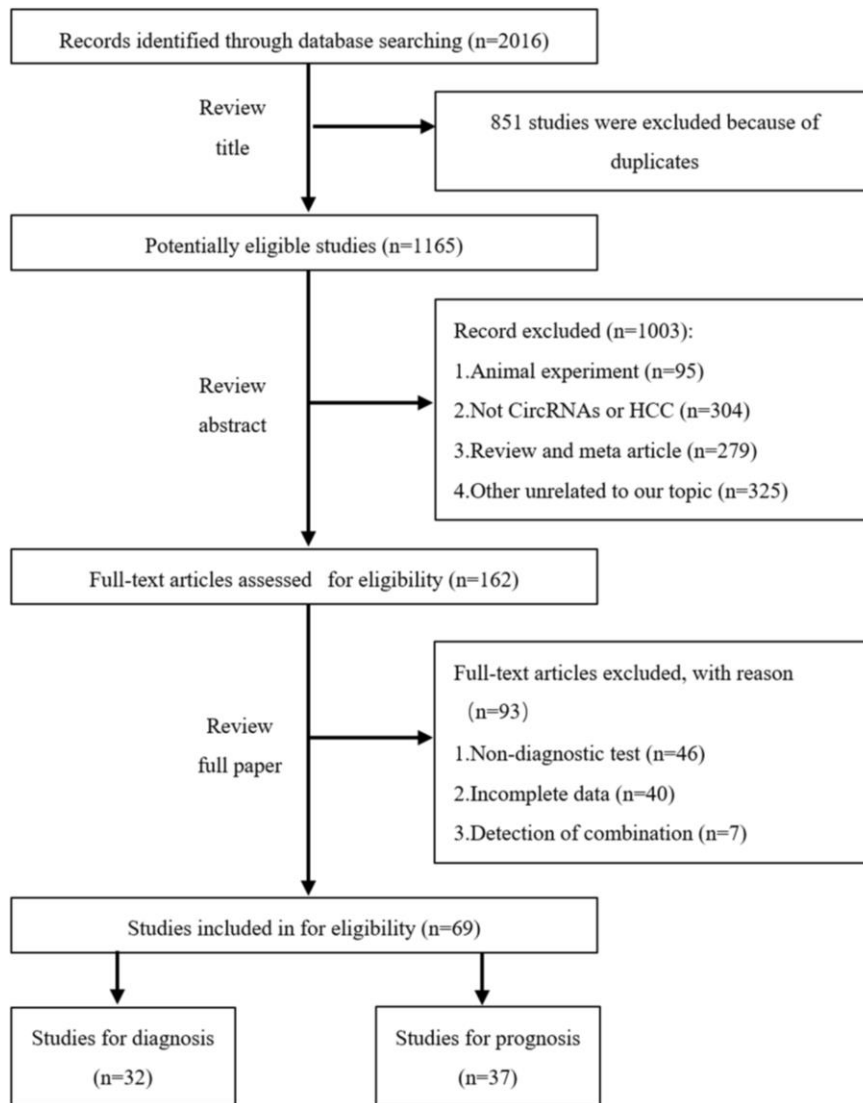 Records identified through database searching (n=2016)
Review
title
851 studies were excluded because of
duplicates
Potentially eligible studies (n=1165)
Review
abstract
Record excluded (n=1003):
1.Animal experiment (n=95)
2.Not CircRNAs or HCC (n=304)
3.Review and meta article (n=279)
4.Other unrelated to our topic (n=325)
Full-text articles assessed  for eligibility (n=162)
Review
full paper
Full-text articles excluded, with reason
(n=93)
1.Non-diagnostic test (n=46)
2.Incomplete data (n=40)
3.Detection of combination (n=7)
Studies included in for eligibility (n=69)
Studies for diagnosis
(n=32)
Studies for prognosis
(n=37)